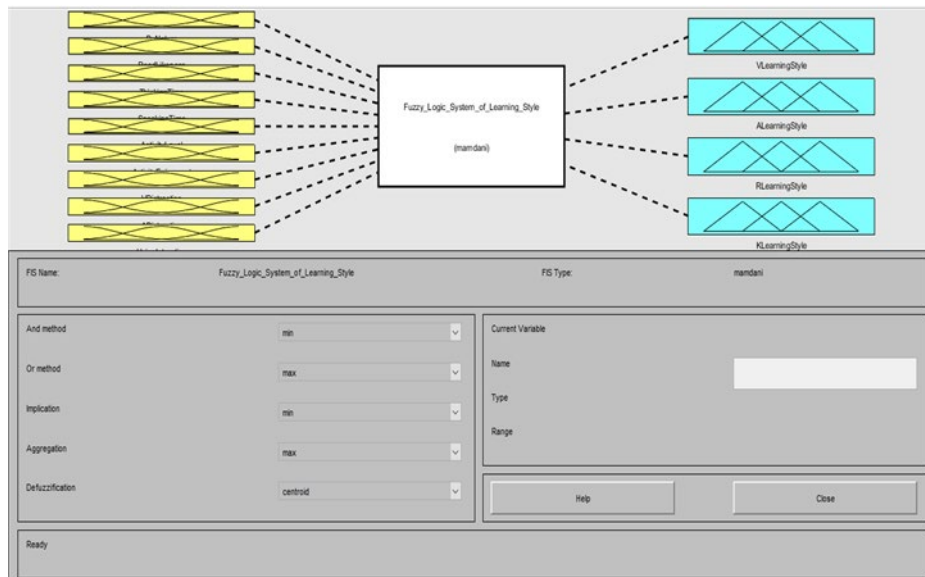 VLearningStyle
Fuzzy_Logic_System_of_Learning_Style
ALearningStyle
(mamdani)
RLearningStyle
KLearningStyle
FIS Name: Fuzzy_Logic_System_of_Learning_Style FIS Type: mamdani
And method min
Or method max
Implication min
Aggregation max
Defuzzification centroid
Current Variable
Name
Type
Range
Help Close
Ready